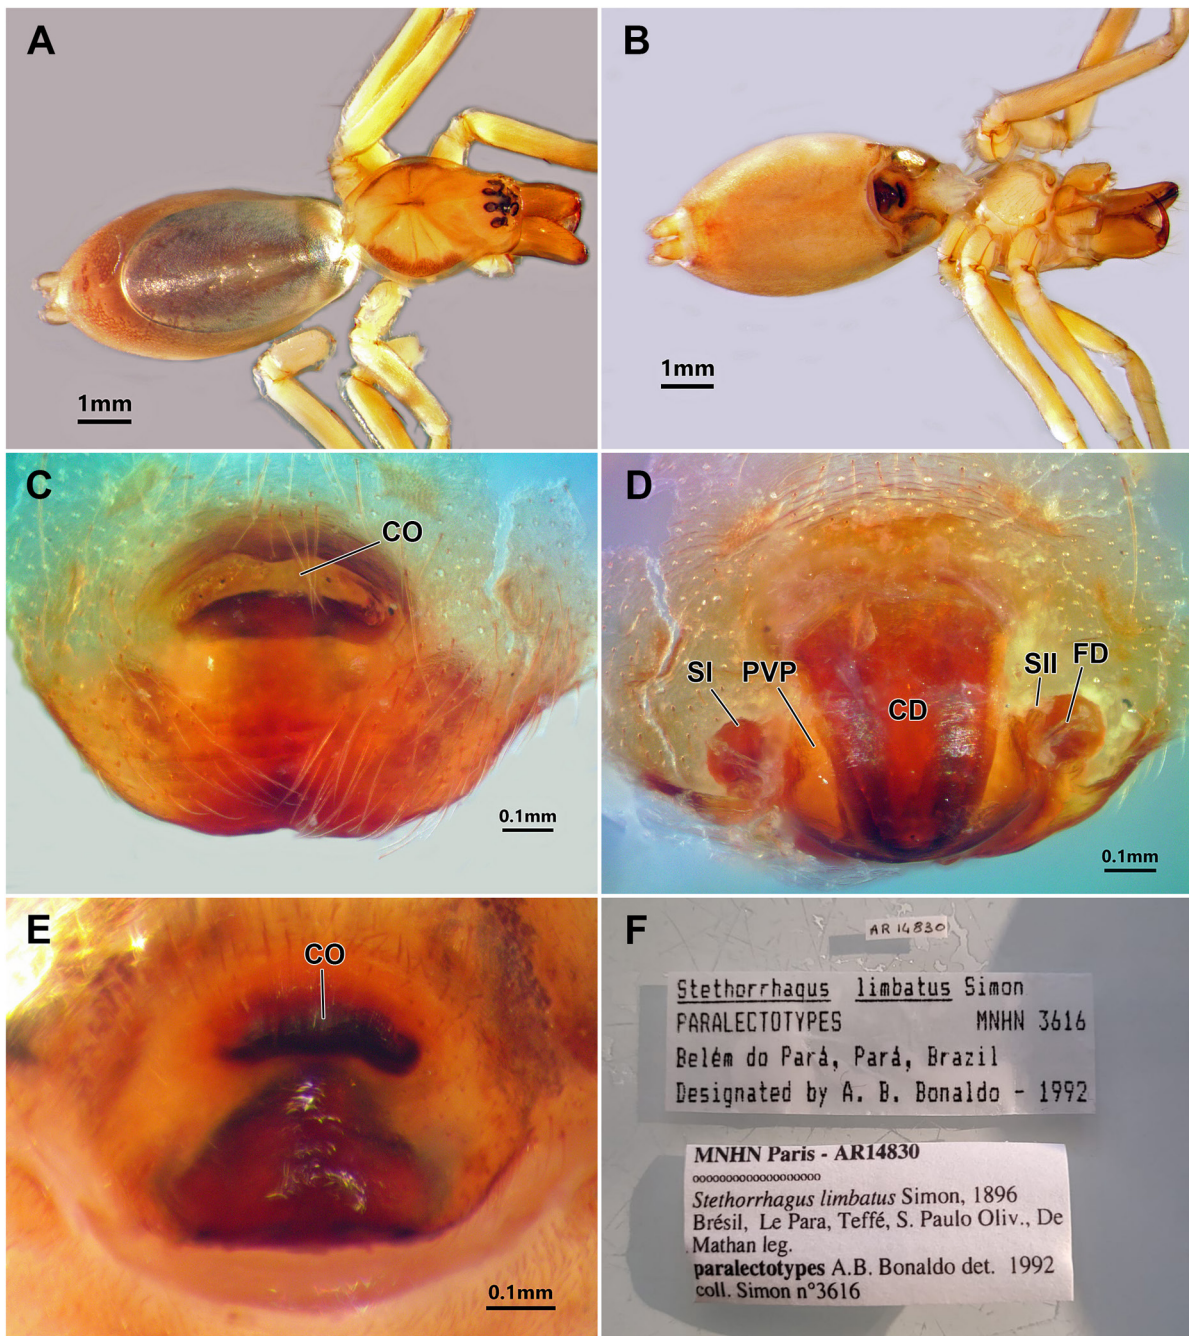 A
1mm
B
1mm
C
CO
0.1mm
D
SI
PVP
CD
SII
FD
0.1mm
E
CO
0.1mm
F
AR 14830
Stethorrhagus limbatus Simon
PARALECTOTYPES MNHN 3616
Belém do Pará, Pará, Brazil
Designated by A. B. Bonaldo - 1992
MNHN Paris - AR14830
ooooooooooooooooooo
Stethorrhagus limbatus Simon, 1896
Brésil, Le Para, Teffé, S. Paulo Oliv., De
Mathan leg.
paralectotypes A.B. Bonaldo det. 1992
coll. Simon n°3616